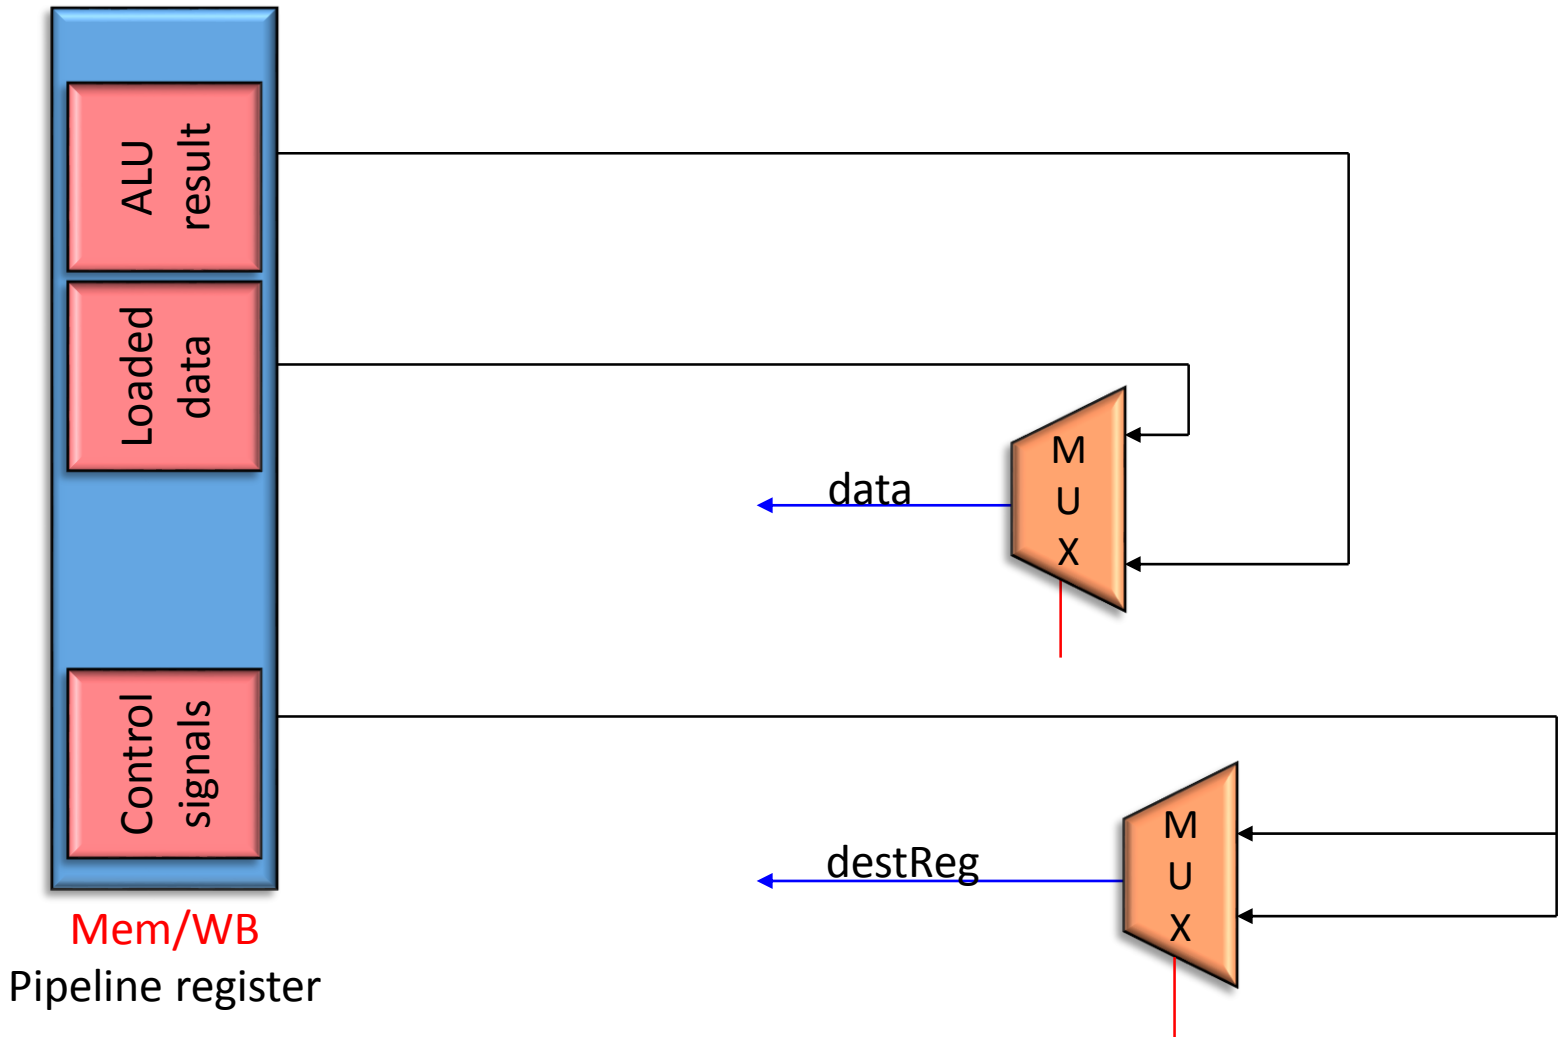 ALU
result
Loaded
data
M
U
X
data
Control
signals
M
U
X
destReg
Mem/WB
Pipeline register